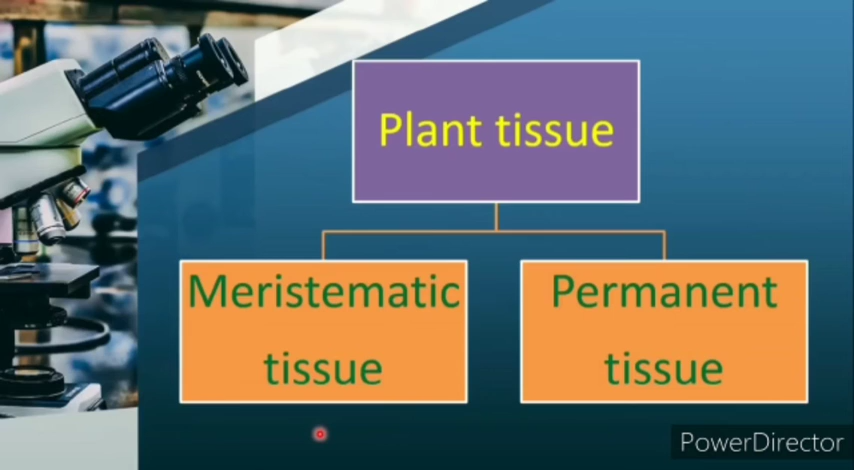 Plant tissue
Meristematic
tissue
Permanent
tissue
PowerDirector